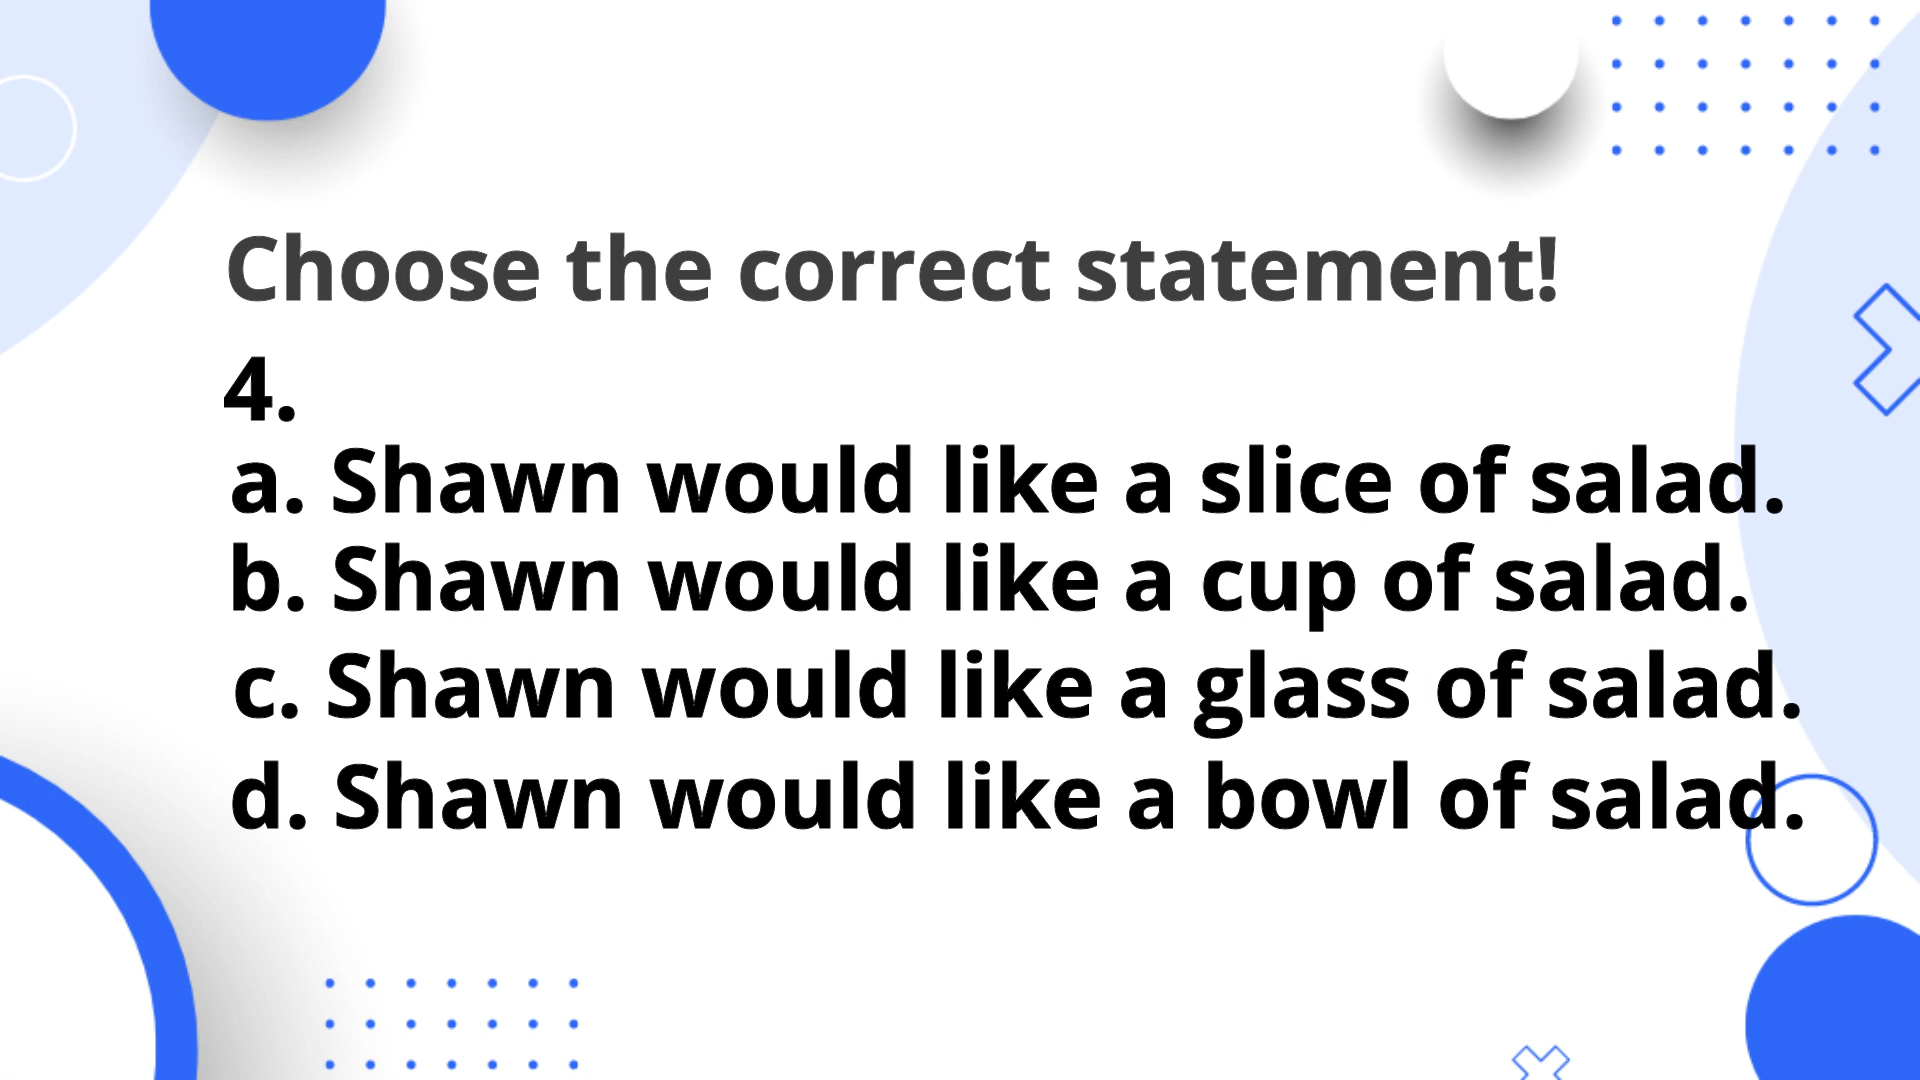 Choose the correct statement!
4.
a. Shawn would like a slice of salad.
b. Shawn would like a cup of salad.
c. Shawn would like a glass of salad.
d. Shawn would like a bowl of salad.